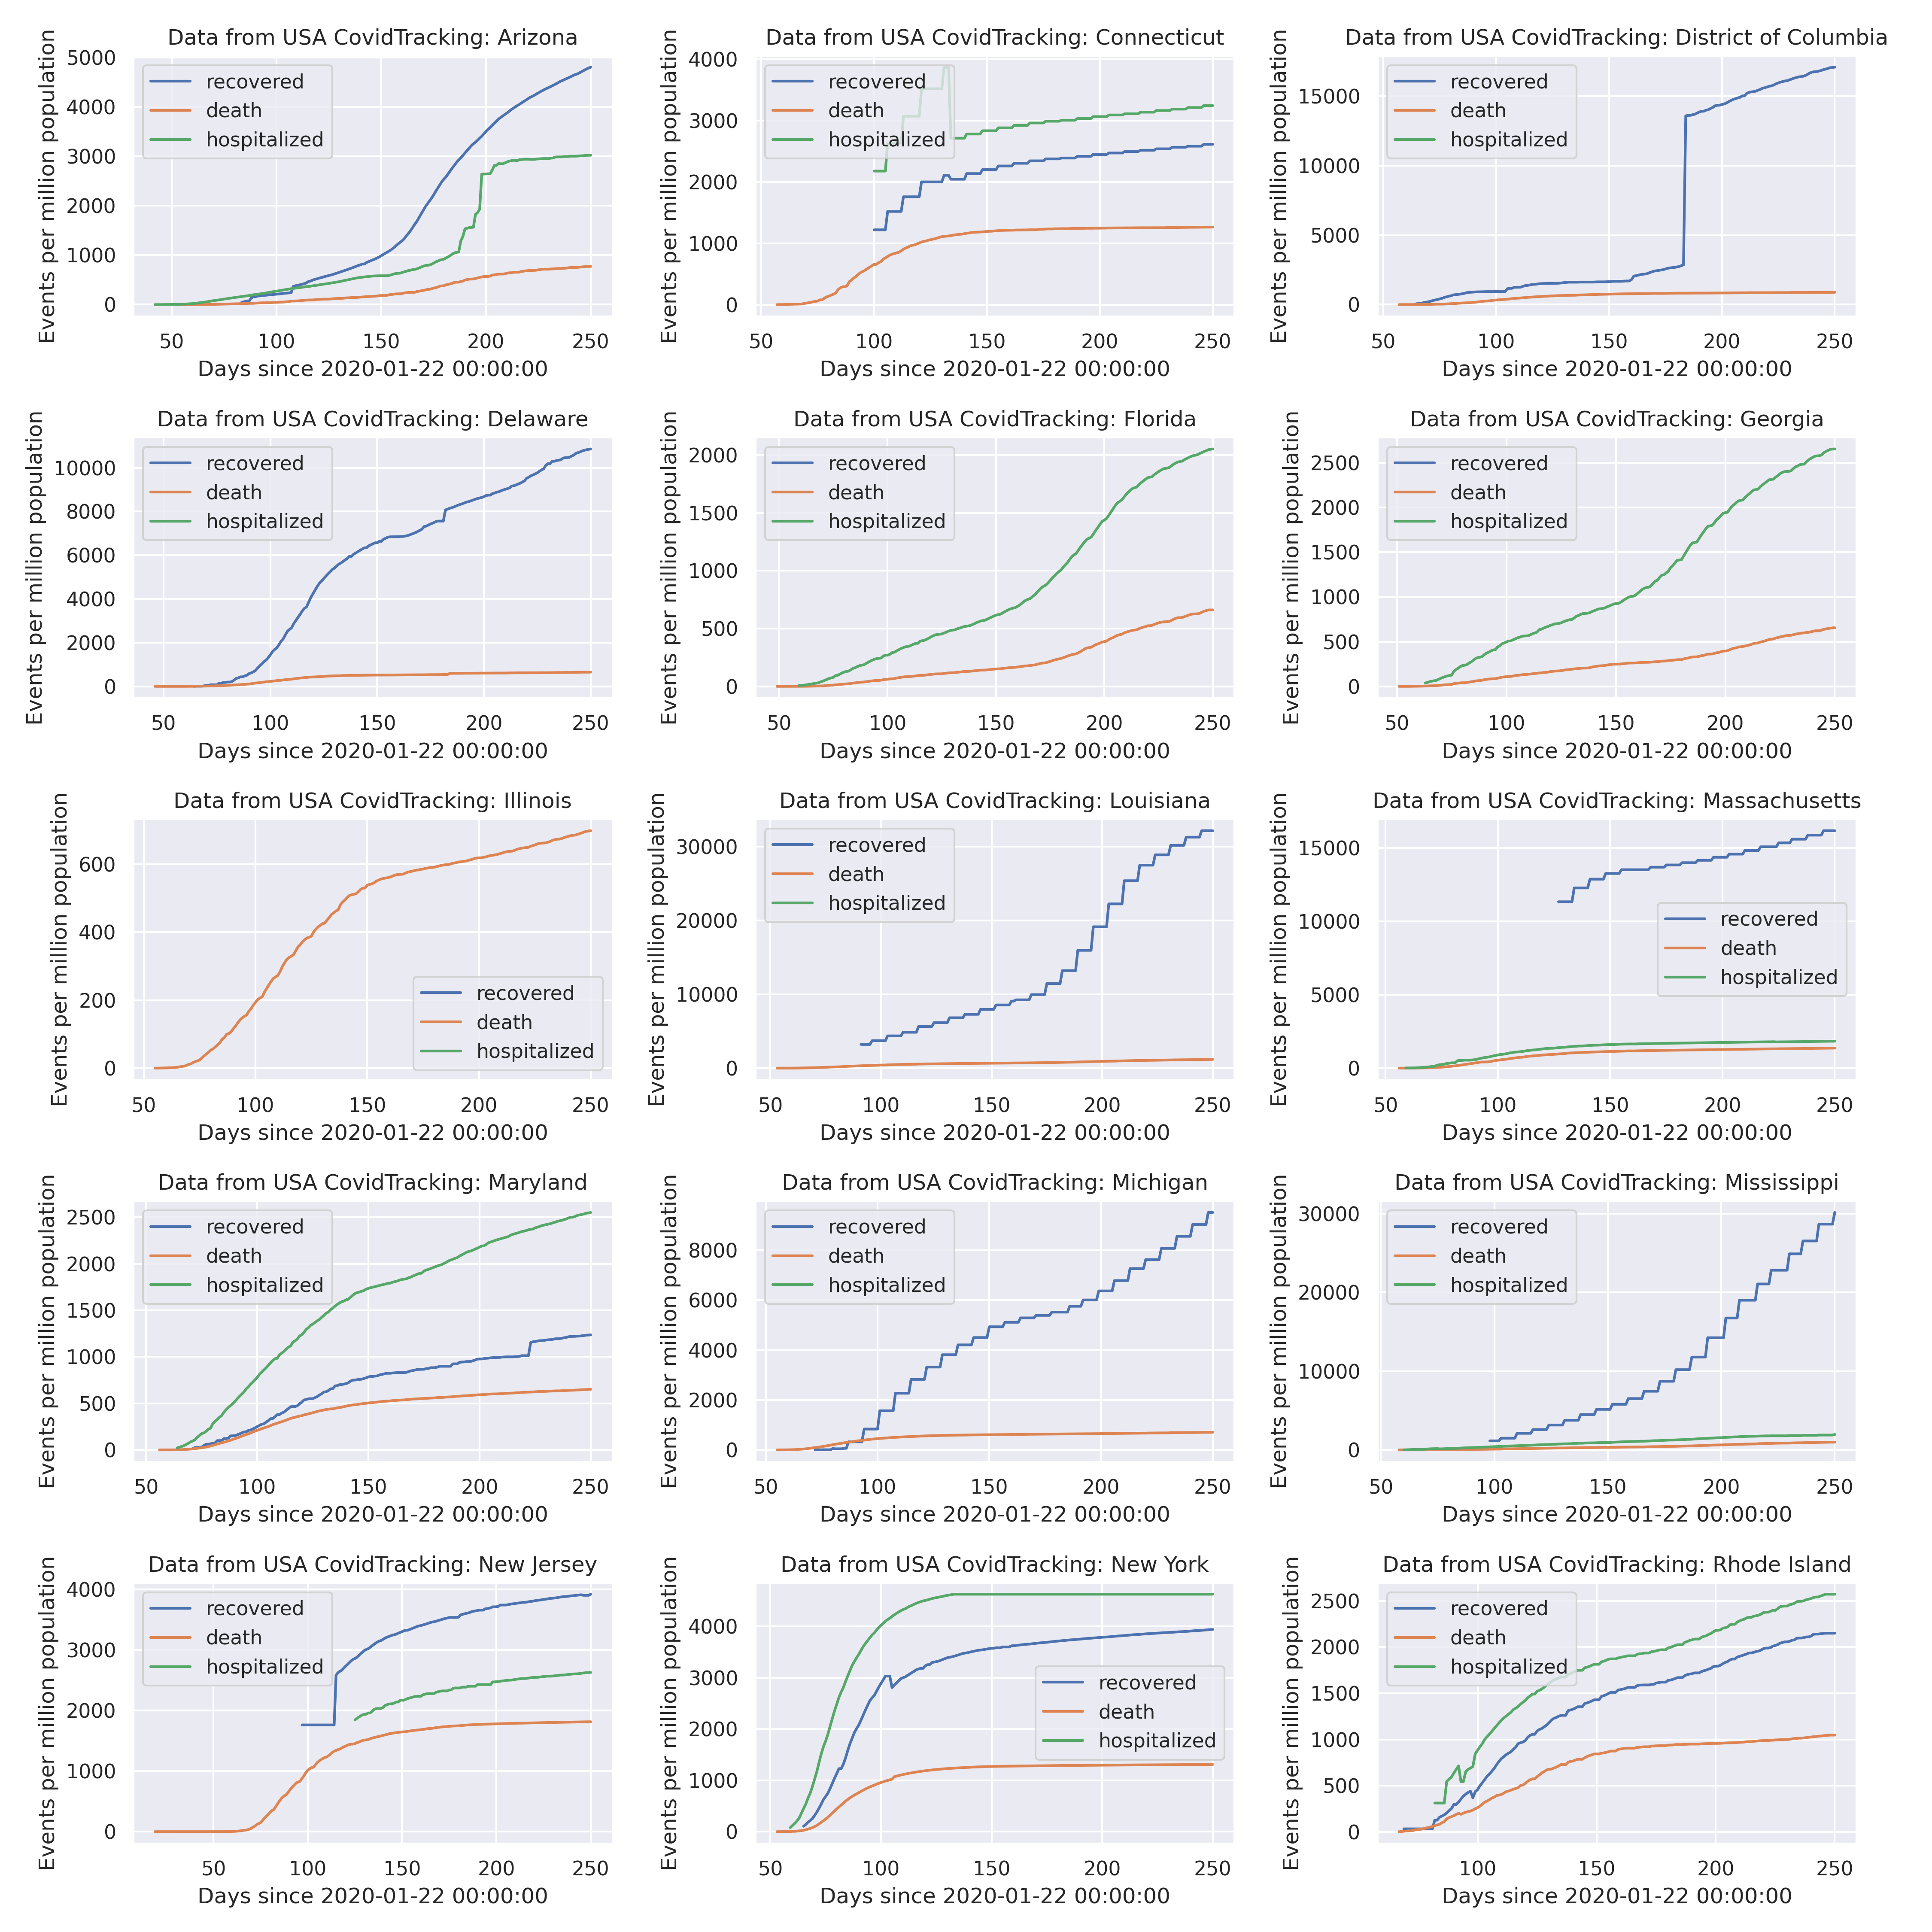 Data from USA CovidTracking: Arizona
Events per million population
5000
4000
3000
2000
1000
0
recovered
death
hospitalized
50 100 150 200 250
Days since 2020-01-22 00:00:00
Data from USA CovidTracking: Connecticut
Events per million population
4000
3000
2000
1000
0
recovered
death
hospitalized
50 100 150 200 250
Days since 2020-01-22 00:00:00
Data from USA CovidTracking: District of Columbia
Events per million population
15000
10000
5000
0
recovered
death
hospitalized
50 100 150 200 250
Days since 2020-01-22 00:00:00
Data from USA CovidTracking: Delaware
Events per million population
10000
8000
6000
4000
2000
0
recovered
death
hospitalized
50 100 150 200 250
Days since 2020-01-22 00:00:00
Data from USA CovidTracking: Florida
Events per million population
2000
1500
1000
500
0
recovered
death
hospitalized
50 100 150 200 250
Days since 2020-01-22 00:00:00
Data from USA CovidTracking: Georgia
Events per million population
2500
2000
1500
1000
500
0
recovered
death
hospitalized
50 100 150 200 250
Days since 2020-01-22 00:00:00
Data from USA CovidTracking: Illinois
Events per million population
600
400
200
0
recovered
death
hospitalized
50 100 150 200 250
Days since 2020-01-22 00:00:00
Data from USA CovidTracking: Louisiana
Events per million population
30000
20000
10000
0
recovered
death
hospitalized
50 100 150 200 250
Days since 2020-01-22 00:00:00
Data from USA CovidTracking: Massachusetts
Events per million population
15000
10000
5000
0
recovered
death
hospitalized
50 100 150 200 250
Days since 2020-01-22 00:00:00
Data from USA CovidTracking: Maryland
Events per million population
2500
2000
1500
1000
500
0
recovered
death
hospitalized
50 100 150 200 250
Days since 2020-01-22 00:00:00
Data from USA CovidTracking: Michigan
Events per million population
8000
6000
4000
2000
0
recovered
death
hospitalized
50 100 150 200 250
Days since 2020-01-22 00:00:00
Data from USA CovidTracking: Mississippi
Events per million population
30000
20000
10000
0
recovered
death
hospitalized
50 100 150 200 250
Days since 2020-01-22 00:00:00
Data from USA CovidTracking: New Jersey
Events per million population
4000
3000
2000
1000
0
recovered
death
hospitalized
50 100 150 200 250
Days since 2020-01-22 00:00:00
Data from USA CovidTracking: New York
Events per million population
4000
3000
2000
1000
0
recovered
death
hospitalized
50 100 150 200 250
Days since 2020-01-22 00:00:00
Data from USA CovidTracking: Rhode Island
Events per million population
2500
2000
1500
1000
500
0
recovered
death
hospitalized
100 150 200 250
Days since 2020-01-22 00:00:00